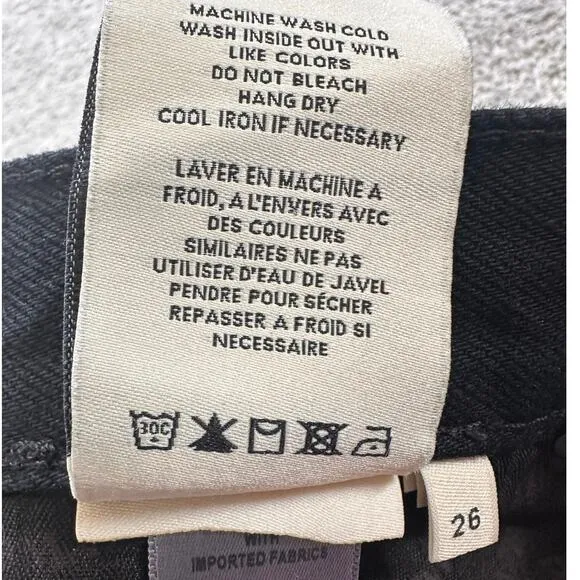 MACHINE WASH COLD
WASH INSIDE OUT WITH
LIKE COLORS
DO NOT BLEACH
HANG DRY
COOL IRON IF NECESSARY
LAVER EN MACHINE A
FROID, A L'ENVERS AVEC
DES COULEURS
SIMILAIRES NE PAS
UTILISER D'EAU DE JAVEL
PENDRE POUR SÉCHER
REPASSER A FROID SI
NECESSAIRE
30C
26
WITH
IMPORTED FABRICS